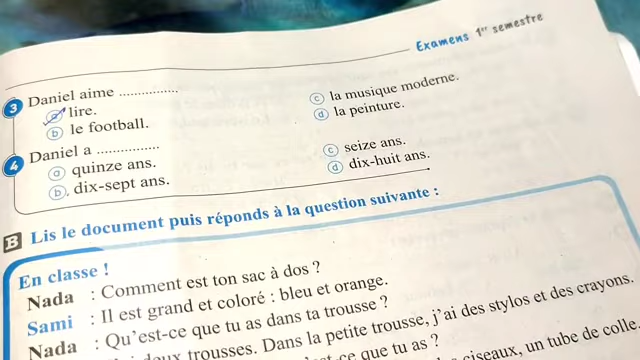 Examens 1er semestre
3 Daniel aime ...............
a lire.
b le football.
c la musique moderne.
d la peinture.
4 Daniel a ...............
a quinze ans.
b . dix-sept ans.
c seize ans.
d dix-huit ans.
B Lis le document puis réponds à la question suivante :
En classe !
Nada : Comment est ton sac à dos ?
Sami : Il est grand et coloré : bleu et orange.
Nada : Qu'est-ce que tu as dans ta trousse ?
deux trousses. Dans la petite trousse, j'ai des stylos et des crayons.
que tu as ?
ciseaux, un tube de colle,